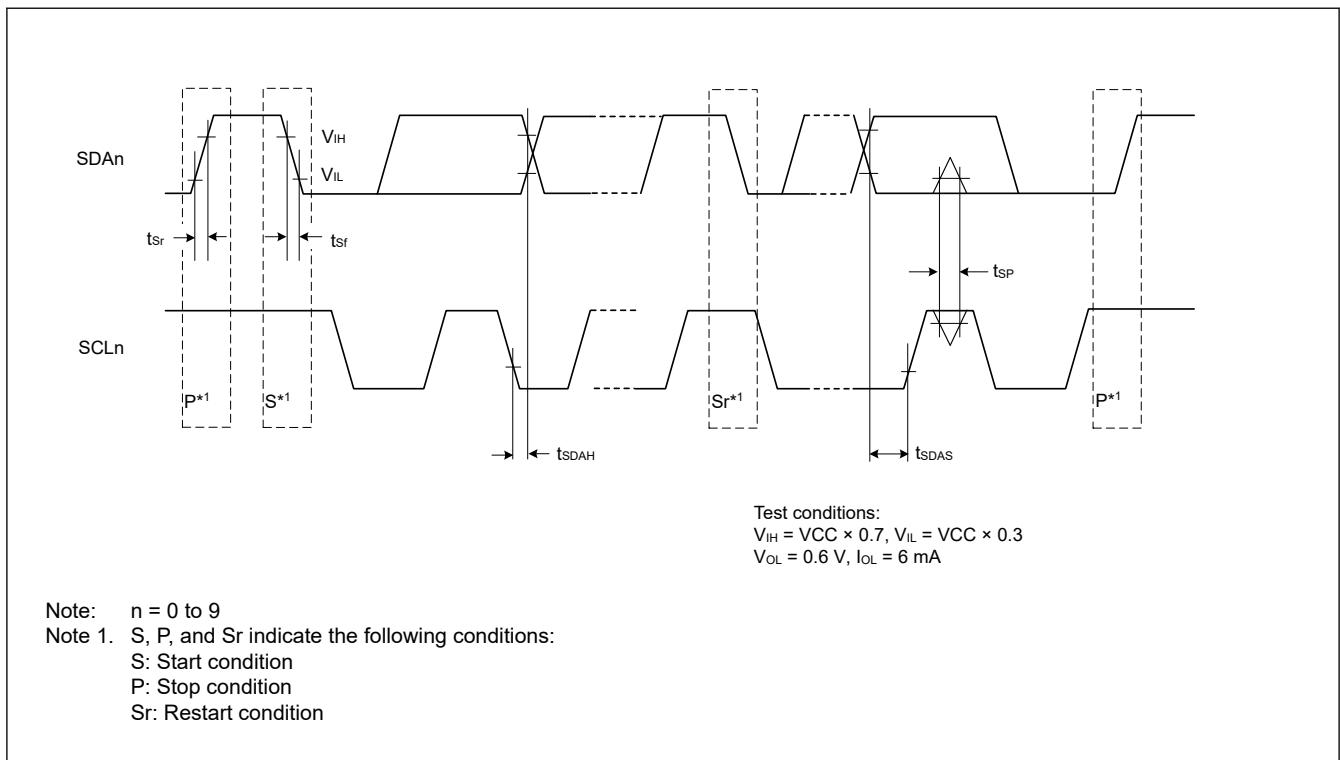 SDAn
VIH
VIL
tSr
tSf
tSP
SCLn
P*1
S*1
Sr*1
P*1
tSDAH
tSDAS
Test conditions:
VIH = VCC × 0.7, VIL = VCC × 0.3
VOL = 0.6 V, IOL = 6 mA
Note: n = 0 to 9
Note 1. S, P, and Sr indicate the following conditions:
S: Start condition
P: Stop condition
Sr: Restart condition